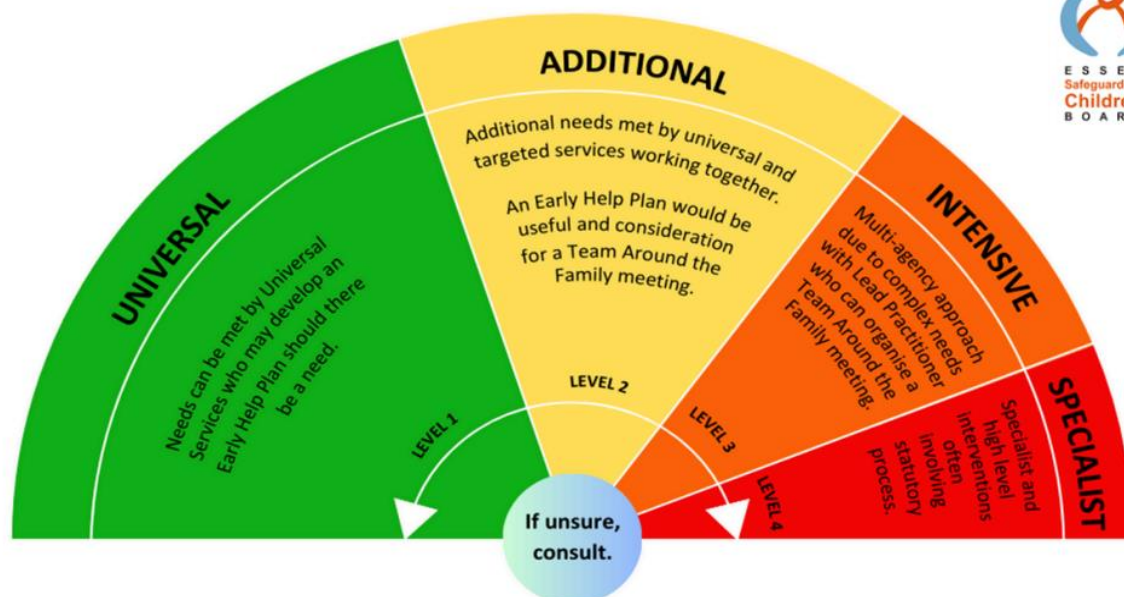 UNIVERSAL
Needs can be met by Universal
Services who may develop an
Early Help Plan should there
be a need.
LEVEL 1
ADDITIONAL
Additional needs met by universal and
targeted services working together.
An Early Help Plan would be
useful and consideration
for a Team Around the
Family meeting.
LEVEL 2
INTENSIVE
Multi-agency approach
due to complex needs
with Lead Practitioner
who can organise a
Team Around the
Family meeting.
LEVEL 3
SPECIALIST
Specialist and
high level
interventions
often
involving
statutory
process.
LEVEL 4
If unsure,
consult.
E S S E
Safeguard
Childre
B O A R